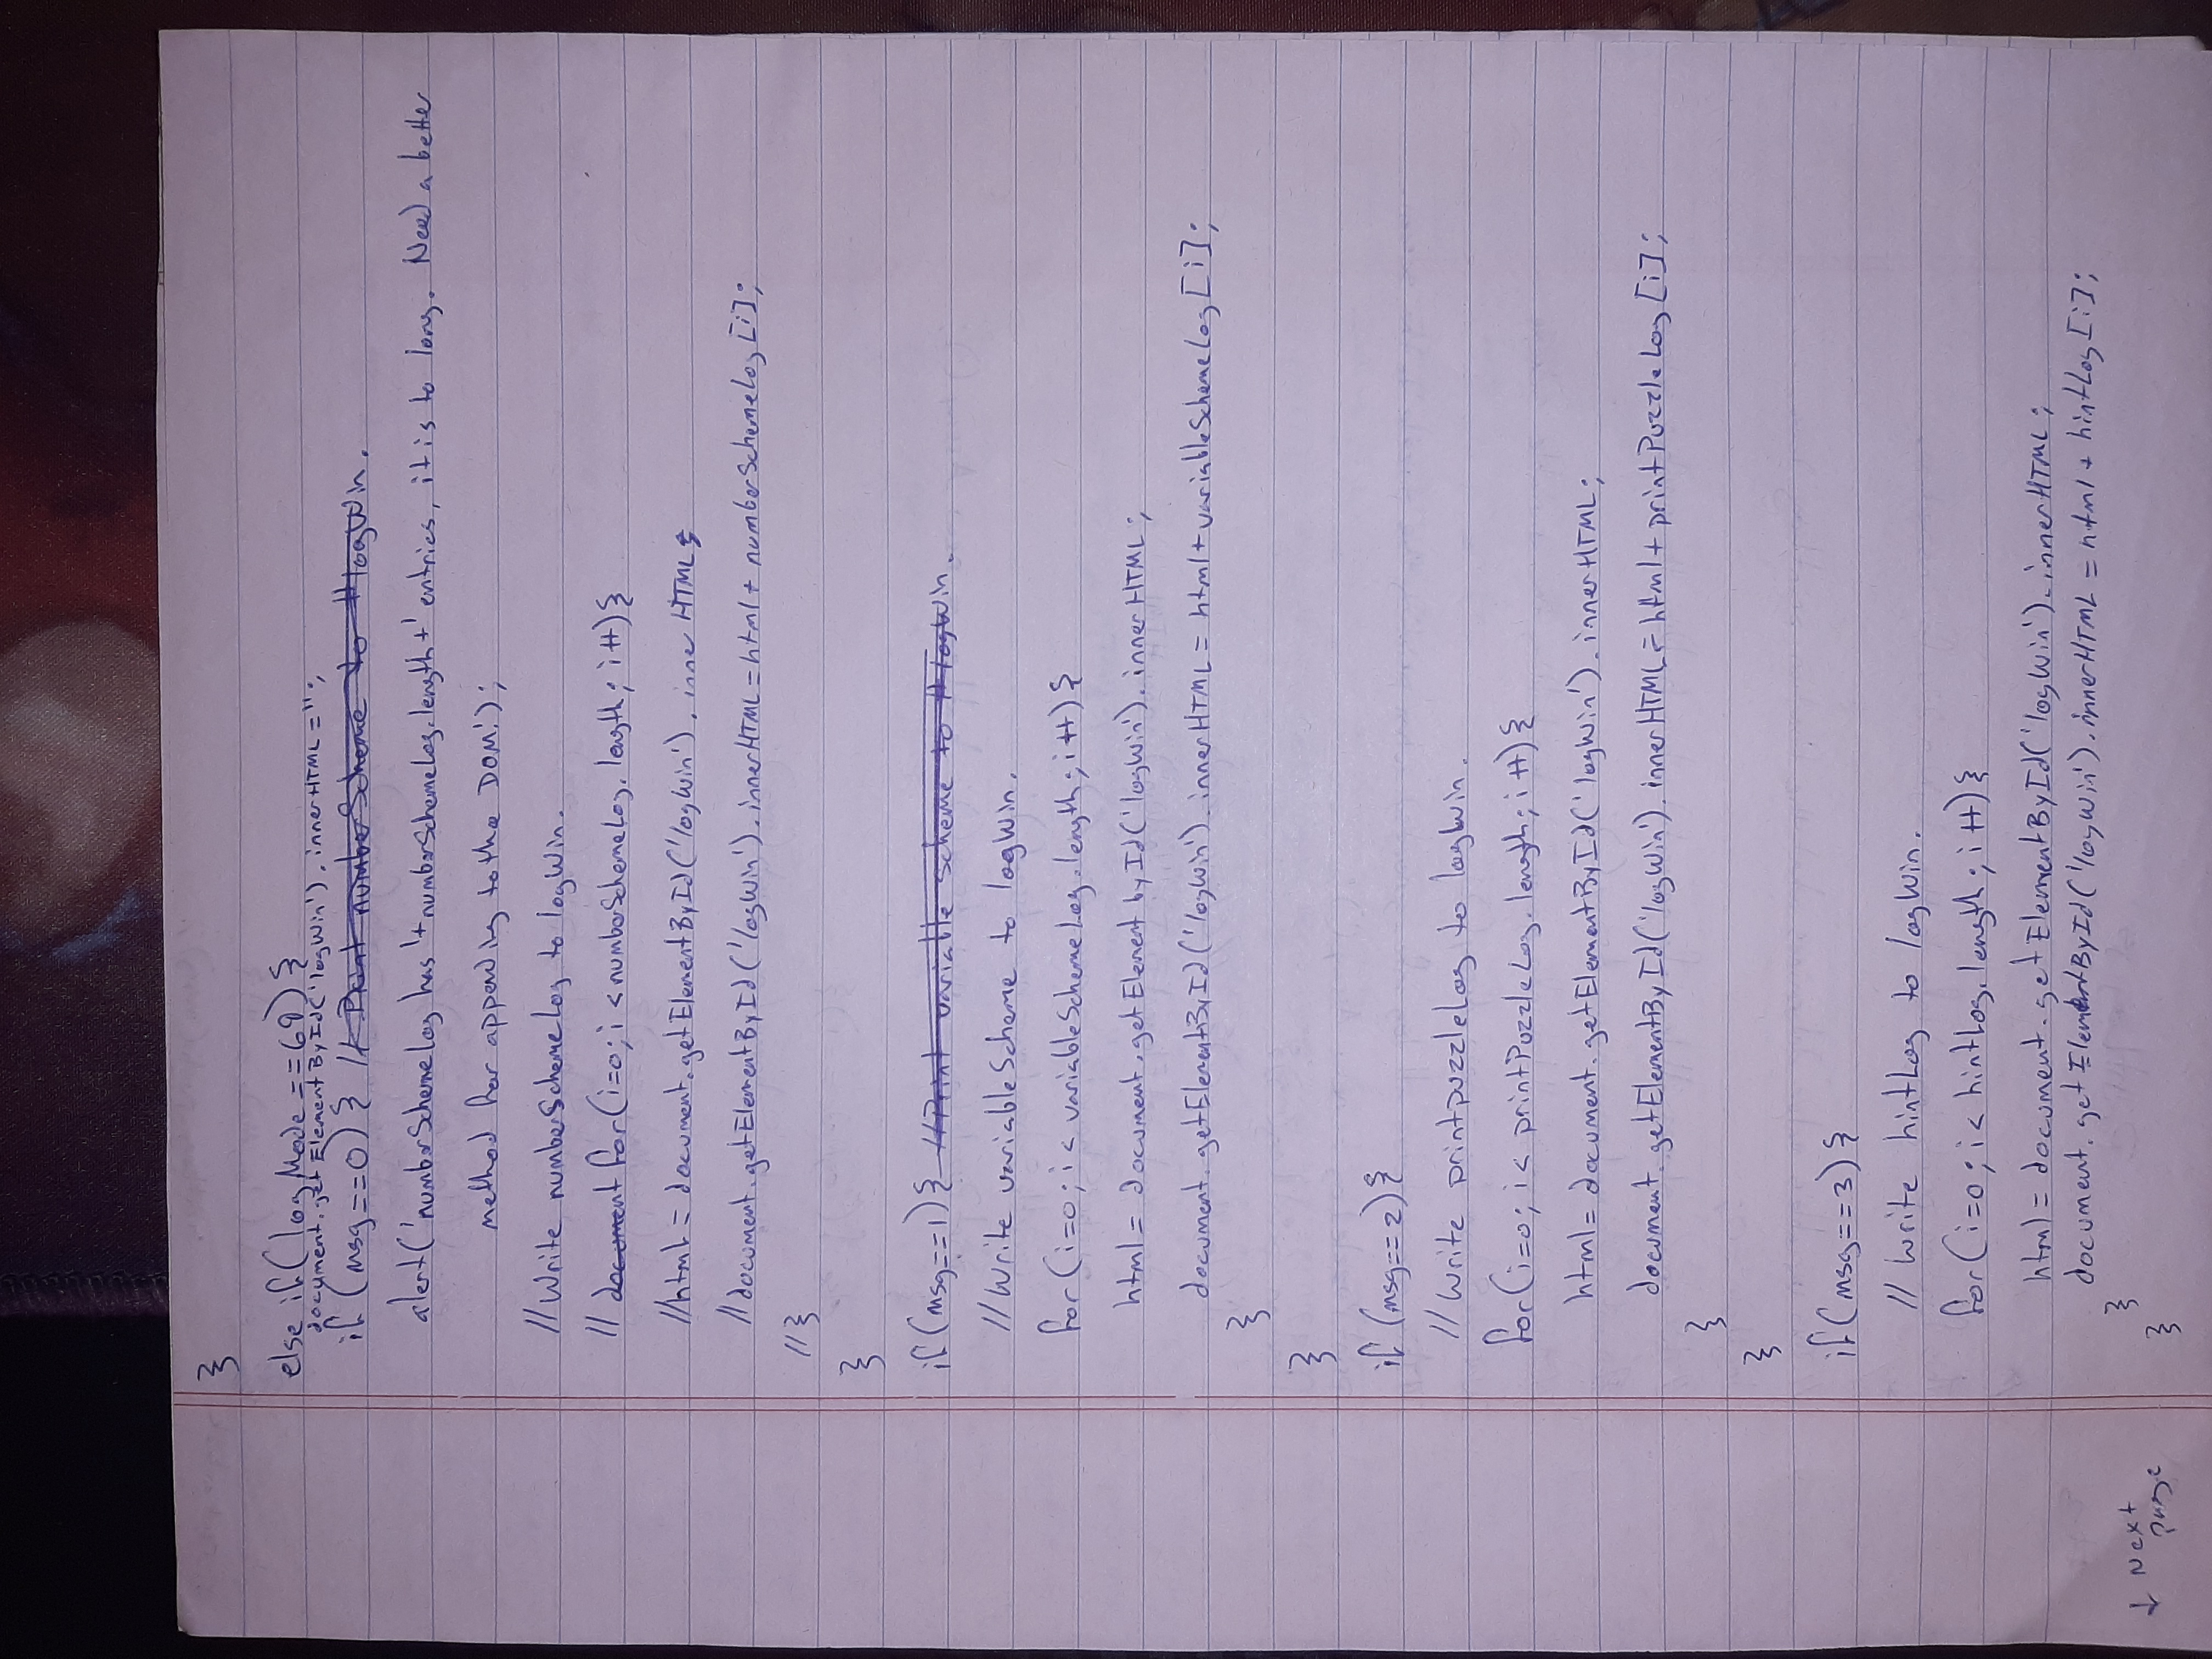 }
else if(logMode==69){
document.getElementById('logWin').innerHTML='';
if(msg==0){ // Print numberScheme to #logWin.
alert('numberSchemeLog has '+numberSchemeLog.length+' entries, it is to long. Need a better
method for appending to the DOM!');
//Write numberSchemeLog to logWin.
// document for(i=0; i<numberSchemeLog.length; i++){
//html = document.getElementById('logWin').innerHTML;
//document.getElementById('logWin').innerHTML=html+numberSchemeLog[i];
//}
}
if(msg==1){ //Print variable scheme to #logWin.
//Write variableScheme to logWin.
for(i=0; i<variableSchemeLog.length; i++){
html = document.getElementbyId('logWin').innerHTML;
document.getElementById('logWin').innerHTML = html+variableSchemeLog[i];
}
}
if(msg==2){
//Write printpuzzleLog to logWin.
for(i=0; i< printPuzzleLog.length; i++){
html=document.getElementById('logWin').innerHTML;
document.getElementById('logWin').innerHTML=html+printPuzzleLog[i];
}
}
if(msg==3){
// Write hintLog to logWin.
for(i=0; i<hintLog.length; i++){
html=document.getElementById('logWin').innerHTML;
document.getElementById('logWin').innerHTML = html + hintLog[i];
}
}
↓ Next
page